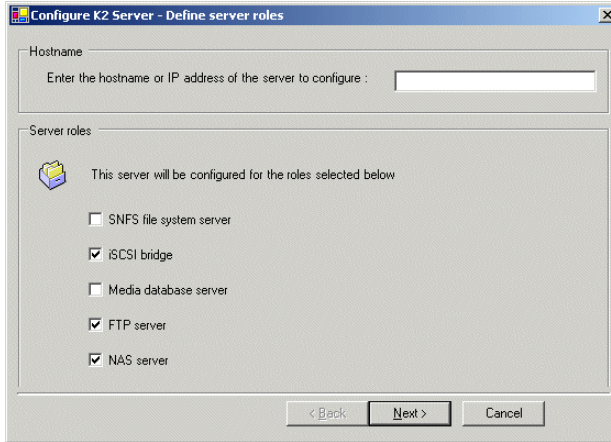 Configure K2 Server - Define server roles
Hostname
Enter the hostname or IP address of the server to configure :
Server roles
This server will be configured for the roles selected below
SNFS file system server
iSCSI bridge
Media database server
FTP server
NAS server
< Back
Next >
Cancel